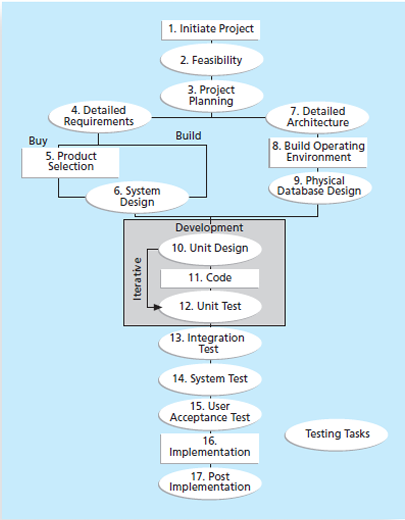 1. Initiate Project
2. Feasibility
3. Project
Planning
4. Detailed
Requirements
7. Detailed
Architecture
Buy
Build
5. Product
Selection
8. Build Operating
Environment
6. System
Design
9. Physical
Database Design
Development
Iterative
10. Unit Design
11. Code
12. Unit Test
13. Integration
Test
14. System Test
15. User
Acceptance Test
Testing Tasks
16.
Implementation
17. Post
Implementation